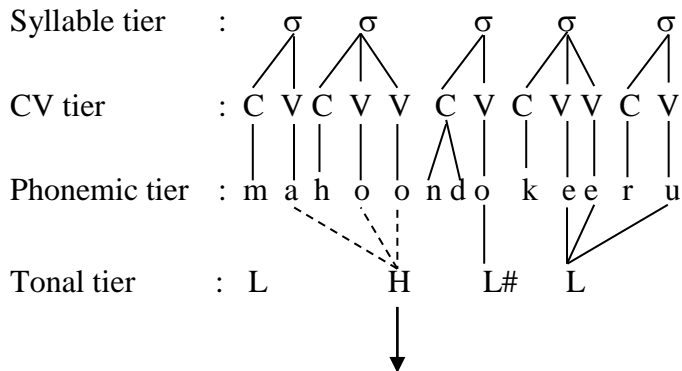 Syllable tier : σ σ σ σ σ
CV tier : C V C V V C V C V V C V
Phonemic tier : m a h o o n d o k e e r u
Tonal tier : L H L# L